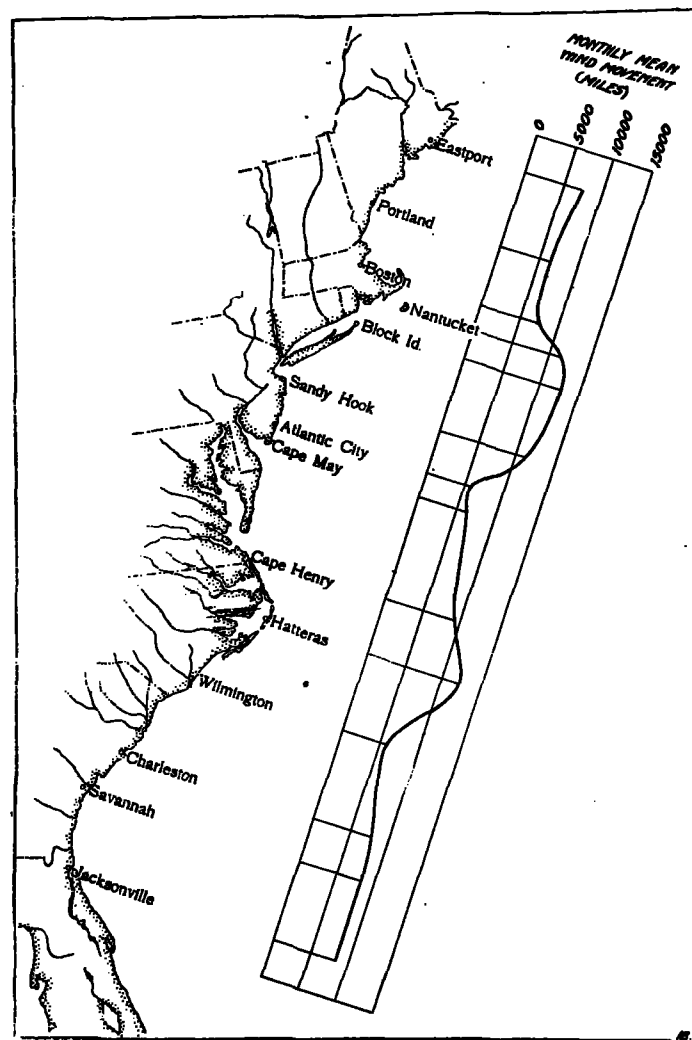 MONTHLY MEAN
WIND MOVEMENT
(MILES)
0
5000
10000
15000
Eastport
Portland
Boston
Nantucket
Block Id.
Sandy Hook
Atlantic City
Cape May
Cape Henry
Hatteras
Wilmington
Charleston
Savannah
Jacksonville